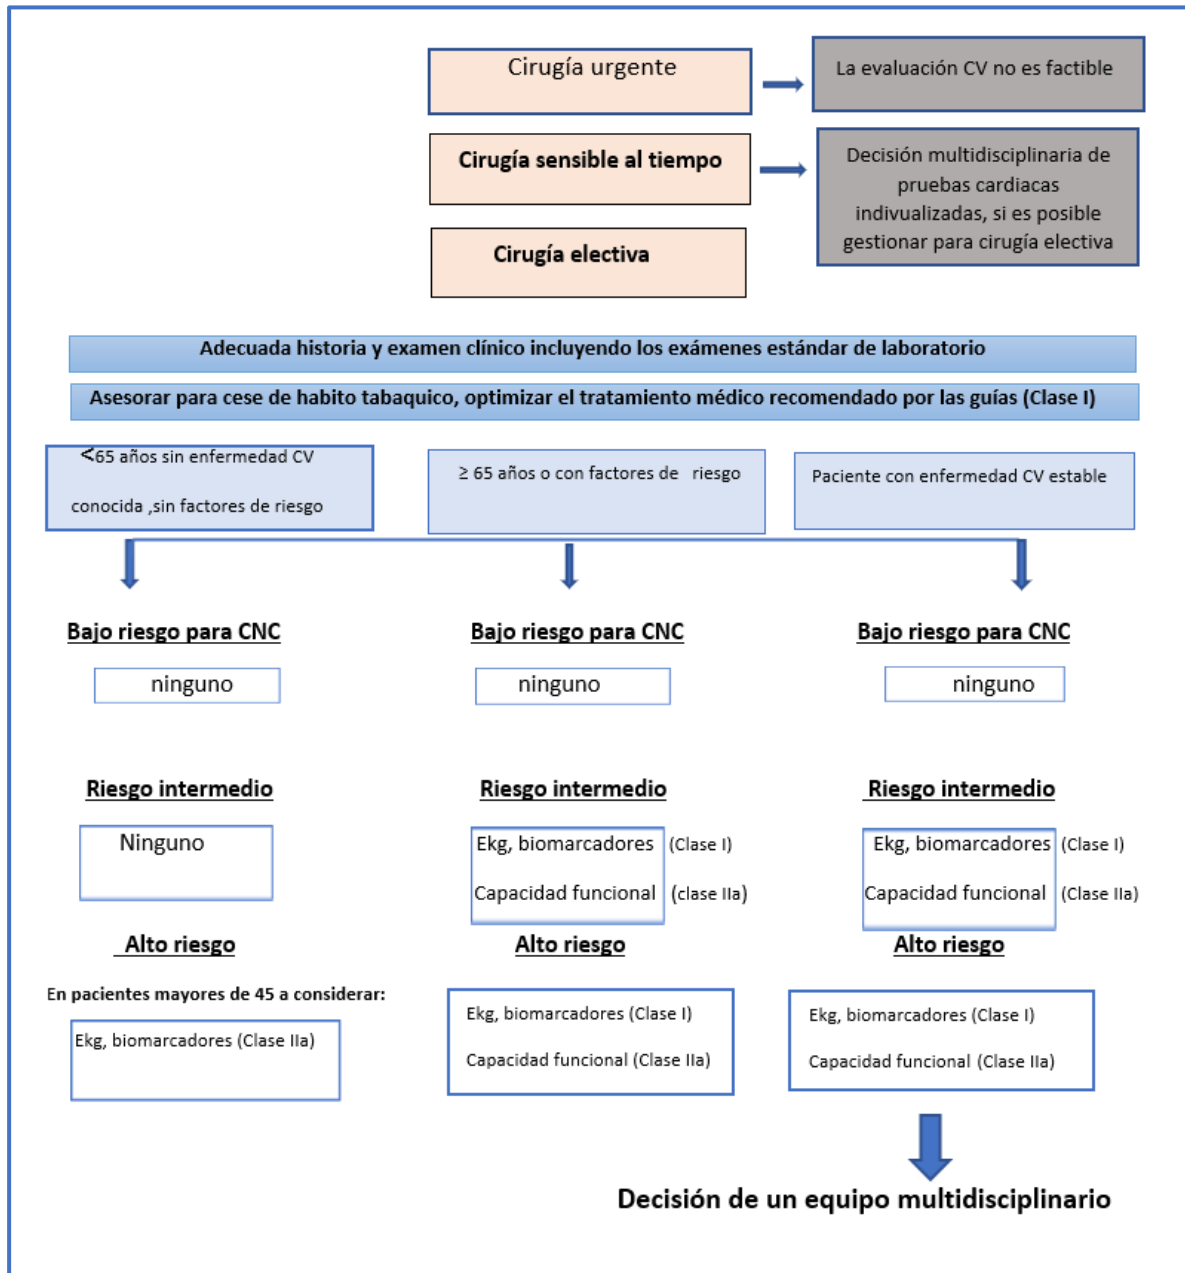 Cirugía urgente
La evaluación CV no es factible
Cirugía sensible al tiempo
Decisión multidisciplinaria de
pruebas cardiacas
indivualizadas, si es posible
gestionar para cirugía electiva
Cirugía electiva
Adecuada historia y examen clínico incluyendo los exámenes estándar de laboratorio
Asesorar para cese de habito tabaquico, optimizar el tratamiento médico recomendado por las guías (Clase I)
<65 años sin enfermedad CV
conocida ,sin factores de riesgo
≥ 65 años o con factores de riesgo
Paciente con enfermedad CV estable
Bajo riesgo para CNC
Bajo riesgo para CNC
Bajo riesgo para CNC
ninguno
ninguno
ninguno
Riesgo intermedio
Riesgo intermedio
Riesgo intermedio
Ninguno
Ekg, biomarcadores (Clase I)
Capacidad funcional (clase IIa)
Ekg, biomarcadores (Clase I)
Capacidad funcional (Clase IIa)
Alto riesgo
Alto riesgo
Alto riesgo
En pacientes mayores de 45 a considerar:
Ekg, biomarcadores (Clase IIa)
Ekg, biomarcadores (Clase I)
Capacidad funcional (Clase IIa)
Ekg, biomarcadores (Clase I)
Capacidad funcional (Clase IIa)
Decisión de un equipo multidisciplinario